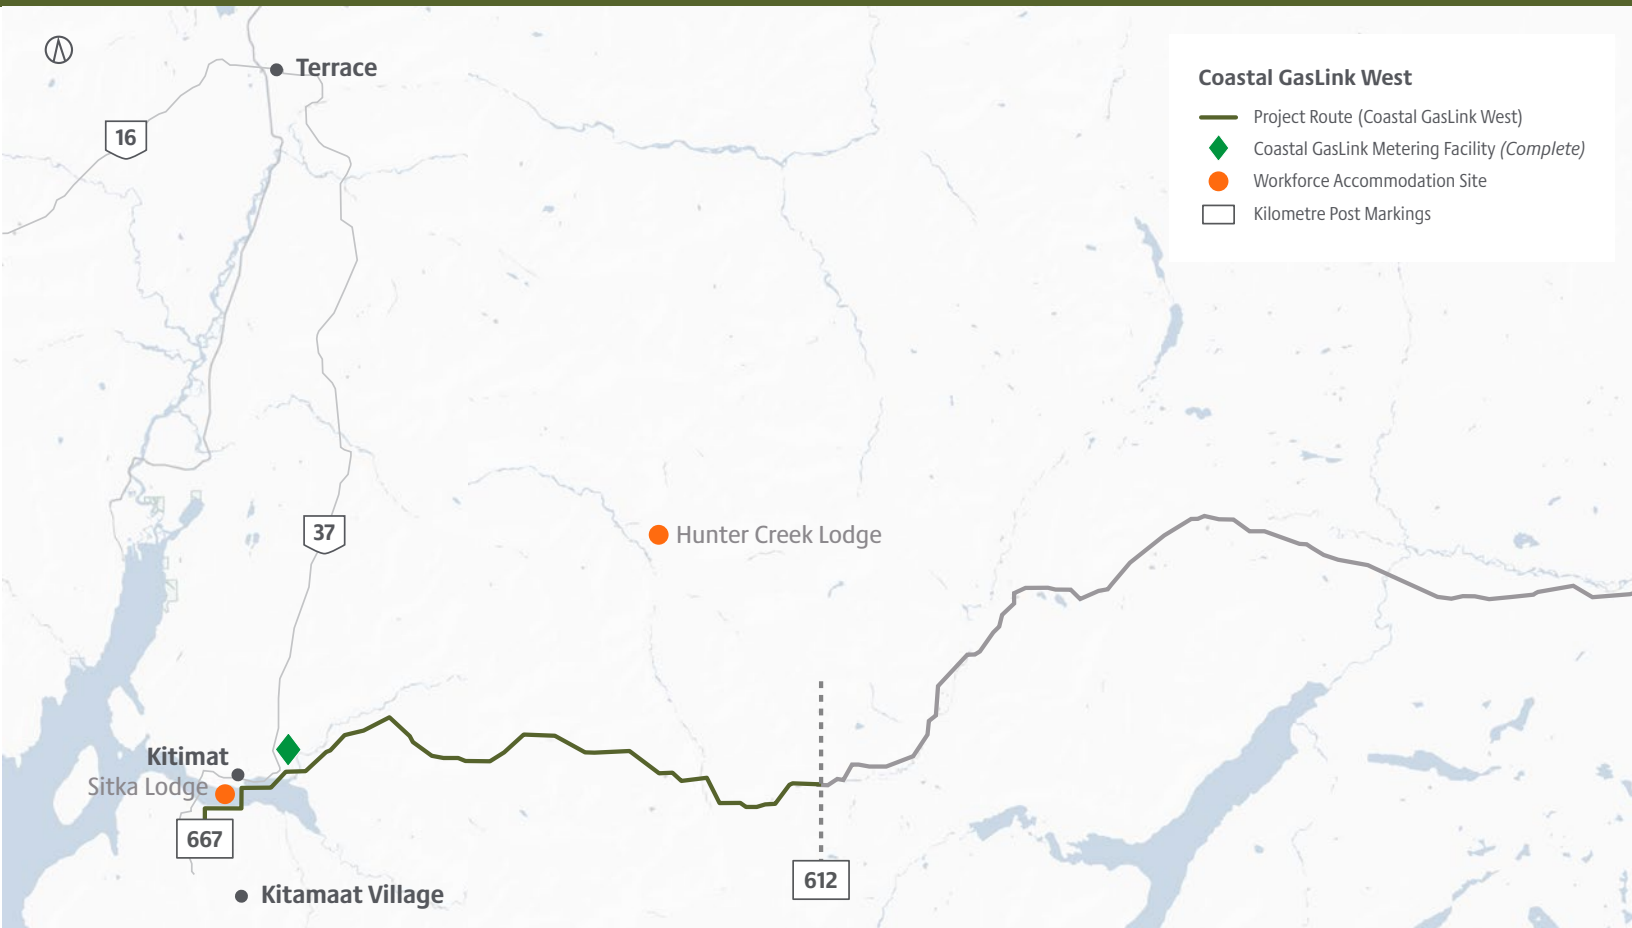 Terrace
16
Coastal GasLink West
Project Route (Coastal GasLink West)
Coastal GasLink Metering Facility (Complete)
Workforce Accommodation Site
Kilometre Post Markings
37
Hunter Creek Lodge
Kitimat
Sitka Lodge
667
612
Kitamaat Village